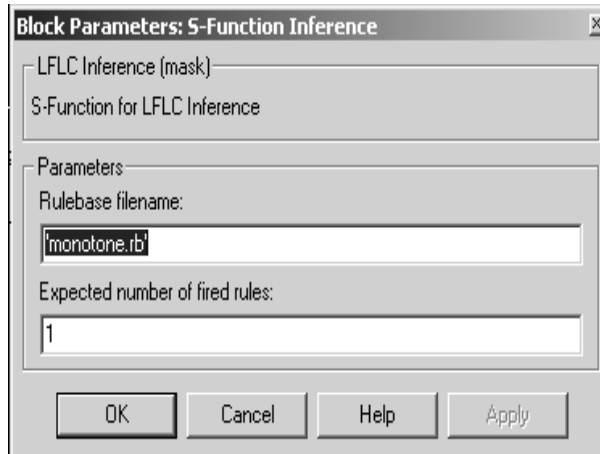 Block Parameters: S-Function Inference
LFLC Inference (mask)
S-Function for LFLC Inference
Parameters
Rulebase filename:
'monotone.rb'
Expected number of fired rules:
1
OK Cancel Help Apply